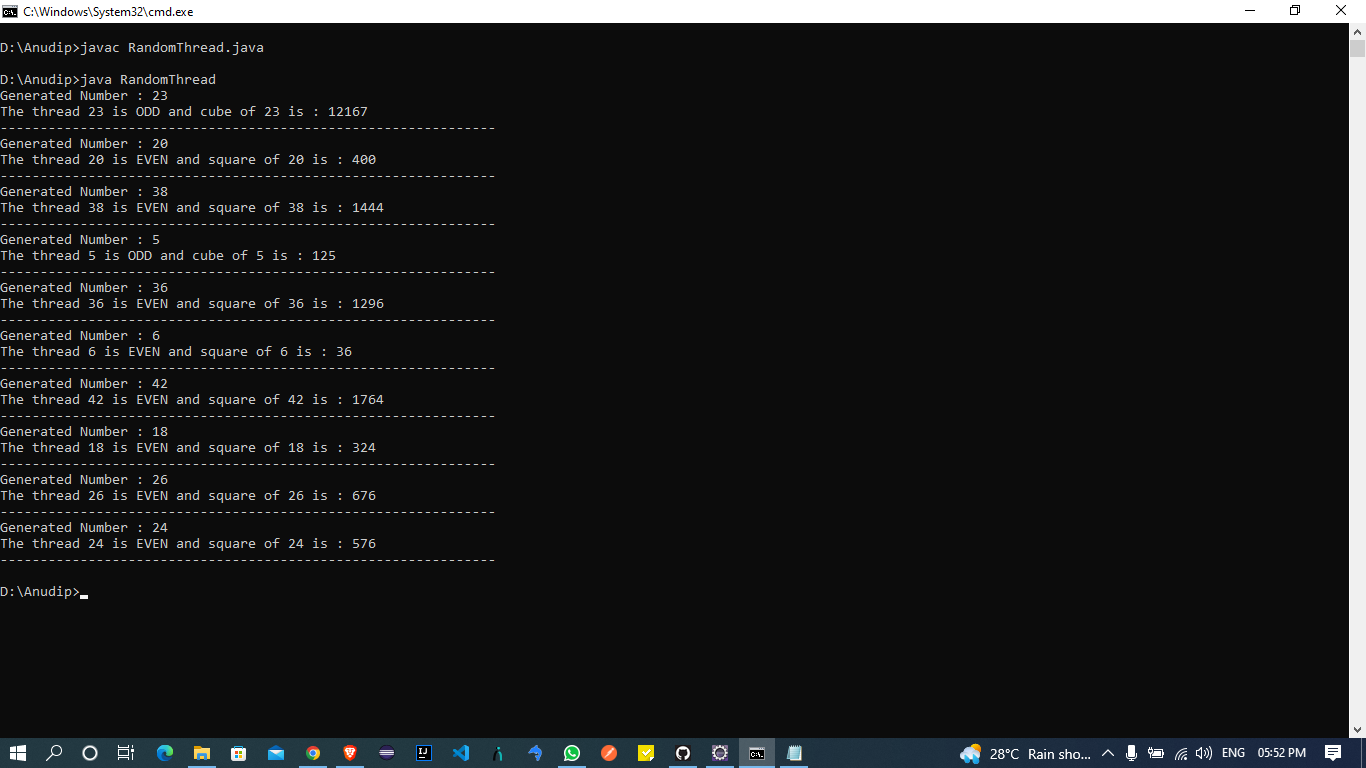 C:\Windows\System32\cmd.exe
D:\Anudip>javac RandomThread.java
D:\Anudip>java RandomThread
Generated Number : 23
The thread 23 is ODD and cube of 23 is : 12167
--------------------------------------------------------------
Generated Number : 20
The thread 20 is EVEN and square of 20 is : 400
--------------------------------------------------------------
Generated Number : 38
The thread 38 is EVEN and square of 38 is : 1444
--------------------------------------------------------------
Generated Number : 5
The thread 5 is ODD and cube of 5 is : 125
--------------------------------------------------------------
Generated Number : 36
The thread 36 is EVEN and square of 36 is : 1296
--------------------------------------------------------------
Generated Number : 6
The thread 6 is EVEN and square of 6 is : 36
--------------------------------------------------------------
Generated Number : 42
The thread 42 is EVEN and square of 42 is : 1764
--------------------------------------------------------------
Generated Number : 18
The thread 18 is EVEN and square of 18 is : 324
--------------------------------------------------------------
Generated Number : 26
The thread 26 is EVEN and square of 26 is : 676
--------------------------------------------------------------
Generated Number : 24
The thread 24 is EVEN and square of 24 is : 576
--------------------------------------------------------------
D:\Anudip>
28°C Rain sho... ENG 05:52 PM